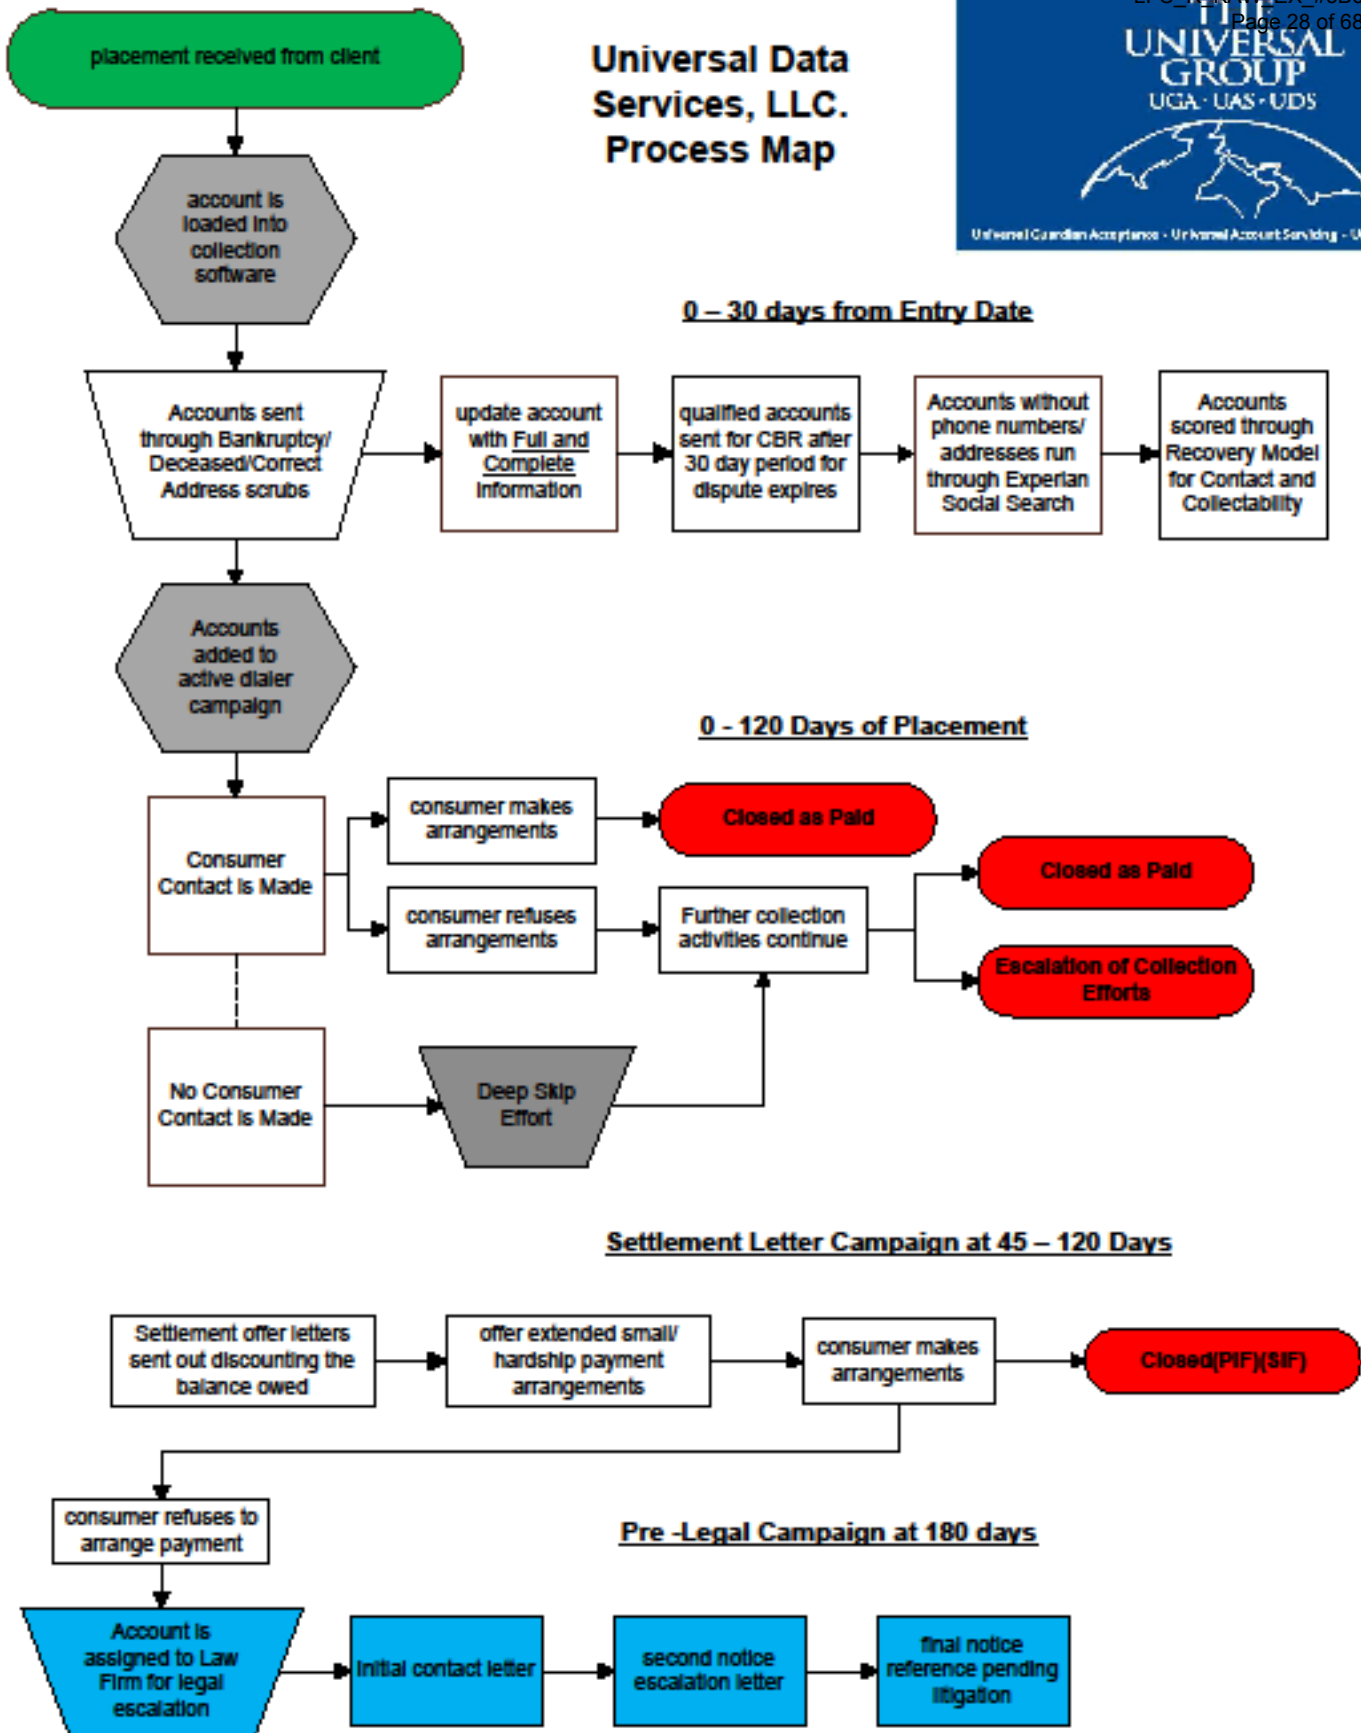 placement received from client
Universal Data
Services, LLC.
Process Map
Page 28 of 68
THE
UNIVERSAL
GROUP
UGA · UAS · UDS
Universal Guardian Acceptance - Universal Account Servicing - U
account is
loaded into
collection
software
0 – 30 days from Entry Date
Accounts sent
through Bankruptcy/
Deceased/Correct
Address scrubs
update account
with Full and
Complete
Information
qualified accounts
sent for CBR after
30 day period for
dispute expires
Accounts without
phone numbers/
addresses run
through Experian
Social Search
Accounts
scored through
Recovery Model
for Contact and
Collectability
Accounts
added to
active dialer
campaign
0 - 120 Days of Placement
Consumer
Contact is Made
consumer makes
arrangements
Closed as Paid
consumer refuses
arrangements
Further collection
activities continue
Closed as Paid
Escalation of Collection
Efforts
No Consumer
Contact is Made
Deep Skip
Effort
Settlement Letter Campaign at 45 – 120 Days
Settlement offer letters
sent out discounting the
balance owed
offer extended small/
hardship payment
arrangements
consumer makes
arrangements
Closed(PIF)(SIF)
consumer refuses to
arrange payment
Pre -Legal Campaign at 180 days
Account is
assigned to Law
Firm for legal
escalation
initial contact letter
second notice
escalation letter
final notice
reference pending
litigation